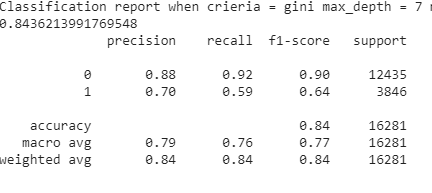 Classification report when crieria = gini max_depth = 7
0.8436213991769548
precision recall f1-score support
0 0.88 0.92 0.90 12435
1 0.70 0.59 0.64 3846
accuracy 0.84 16281
macro avg 0.79 0.76 0.77 16281
weighted avg 0.84 0.84 0.84 16281